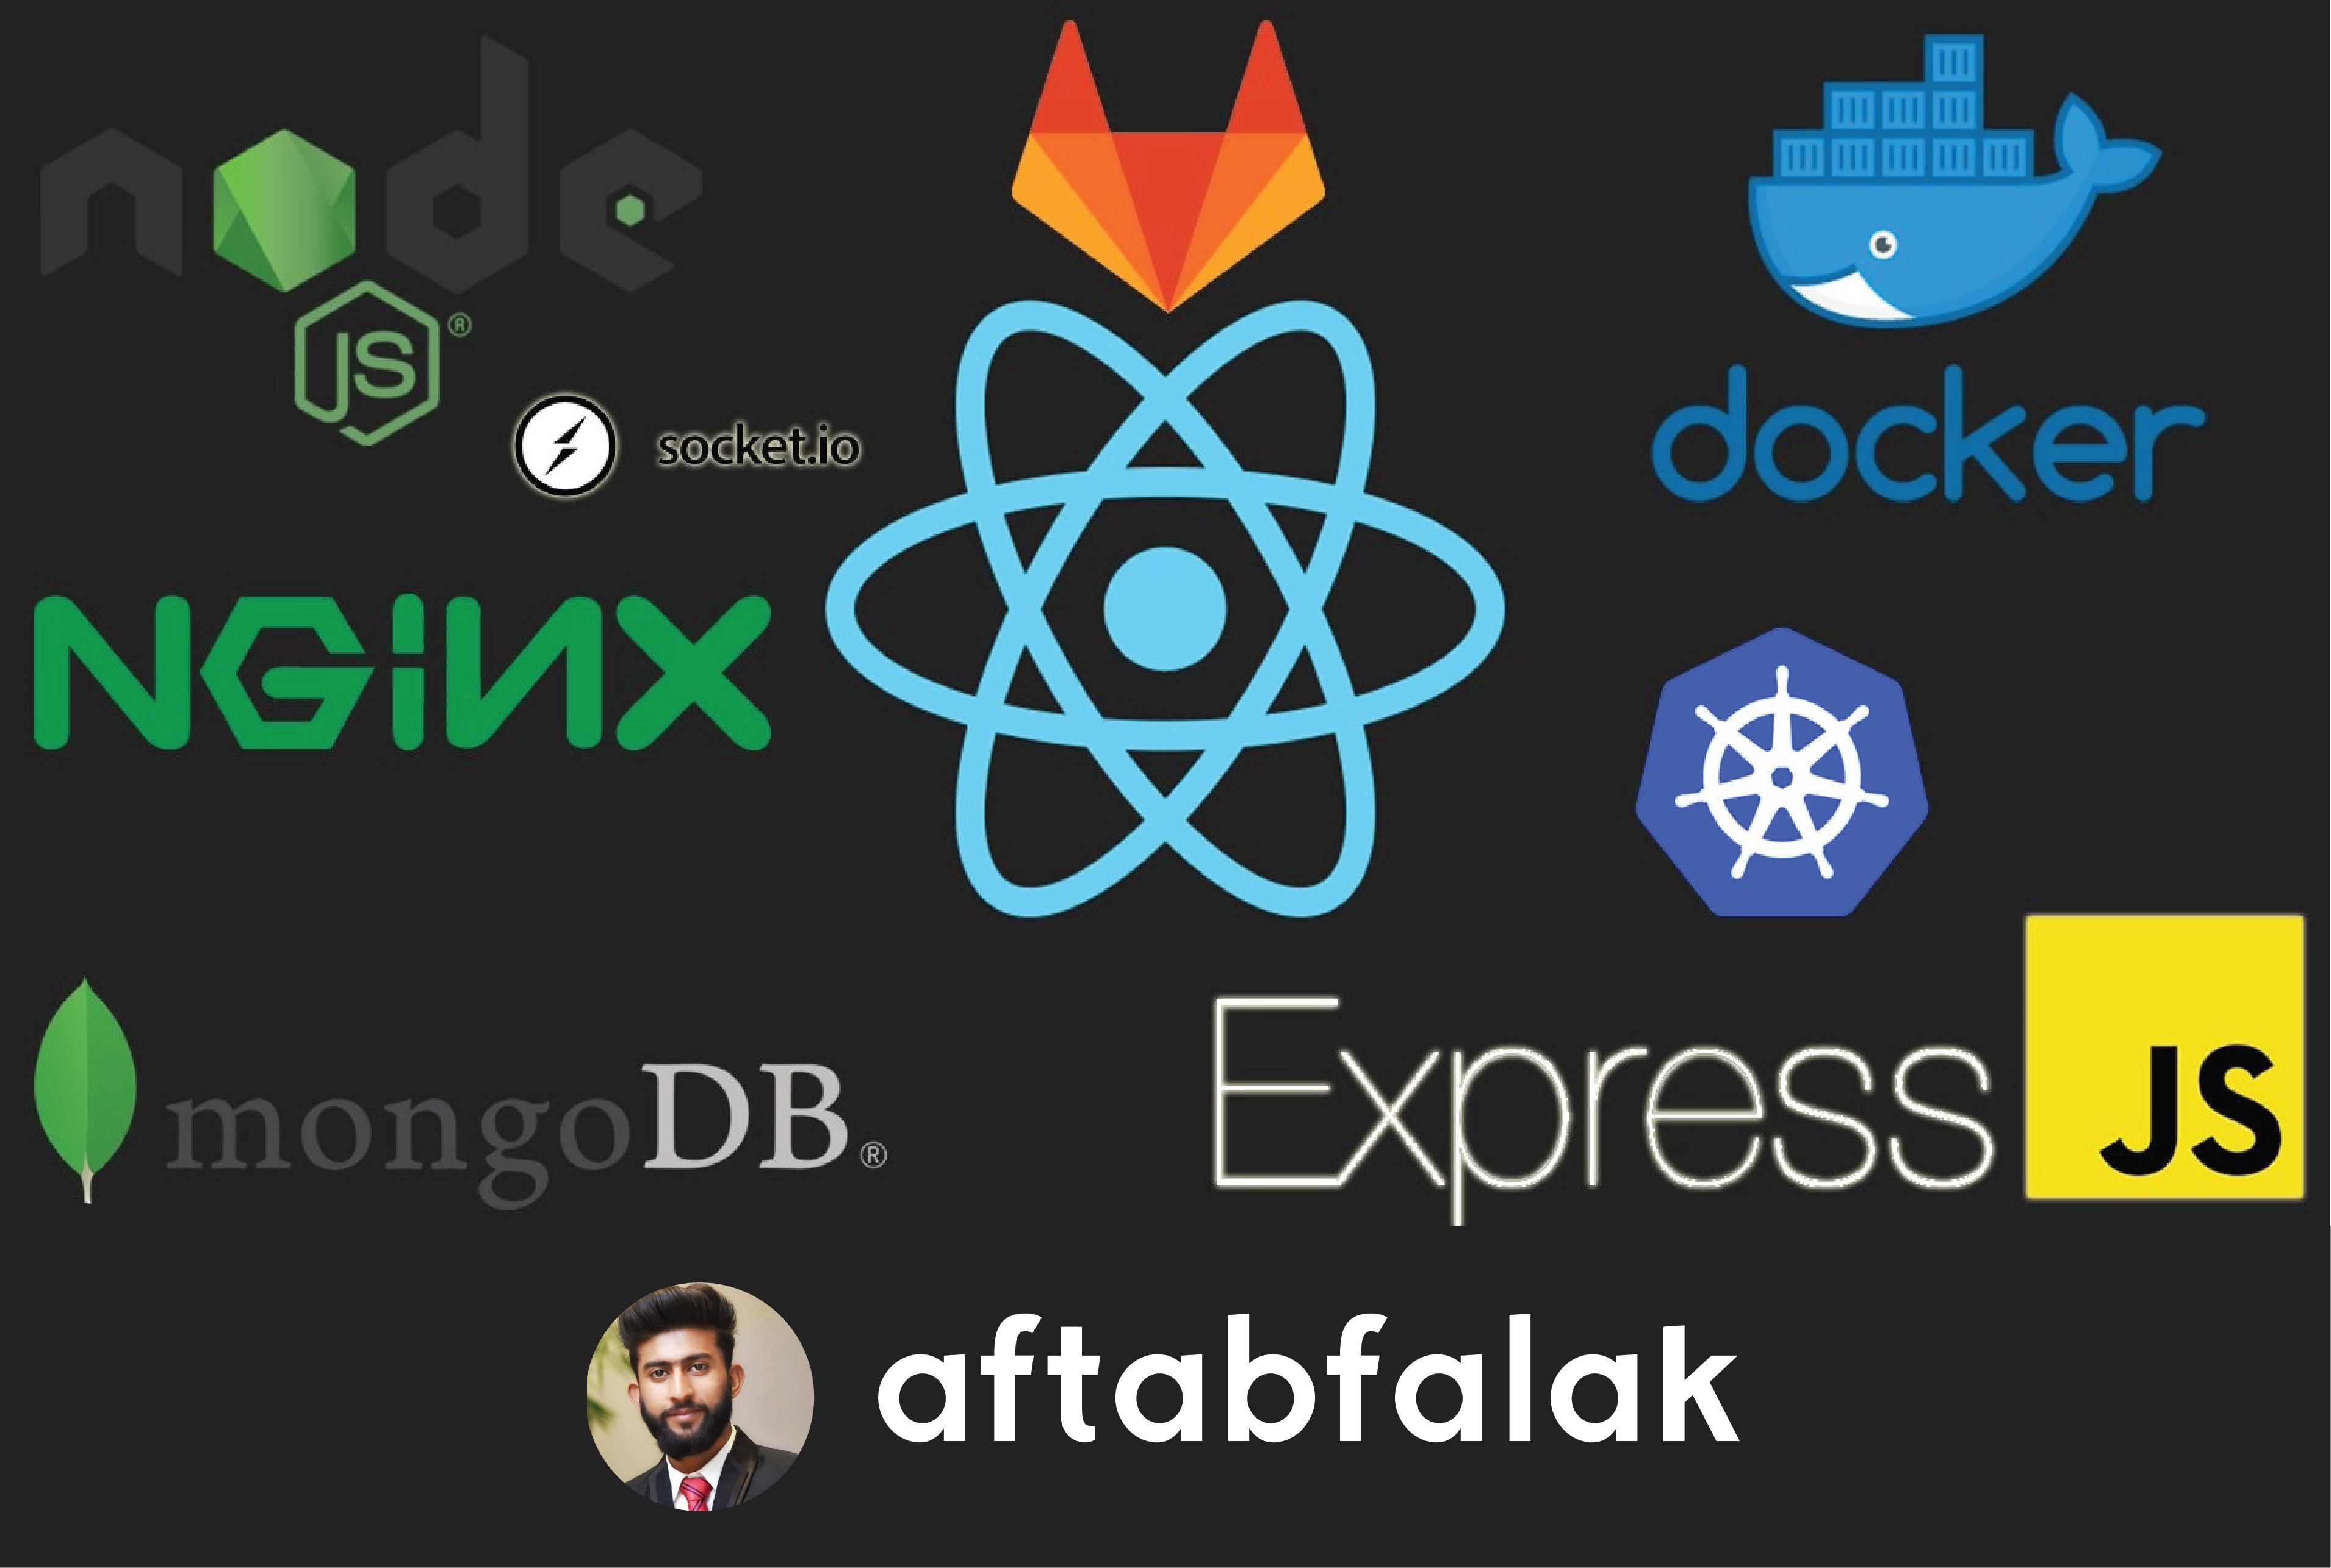 node
JS®
socket.io
docker
NGINX
mongoDB®
Express
JS
aftabfalak